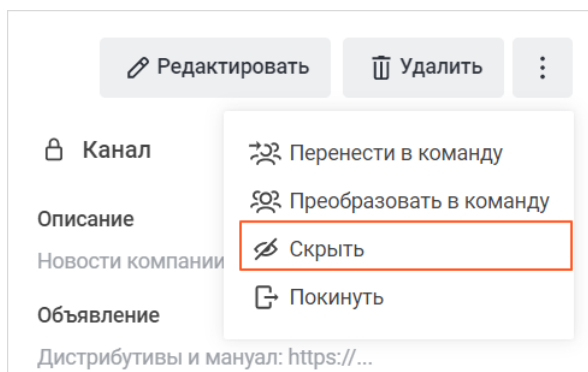 Редактировать
Удалить
Канал
Перенести в команду
Преобразовать в команду
Описание
Скрыть
Новости компании
Покинуть
Объявление
Дистрибутивы и мануал: https://...